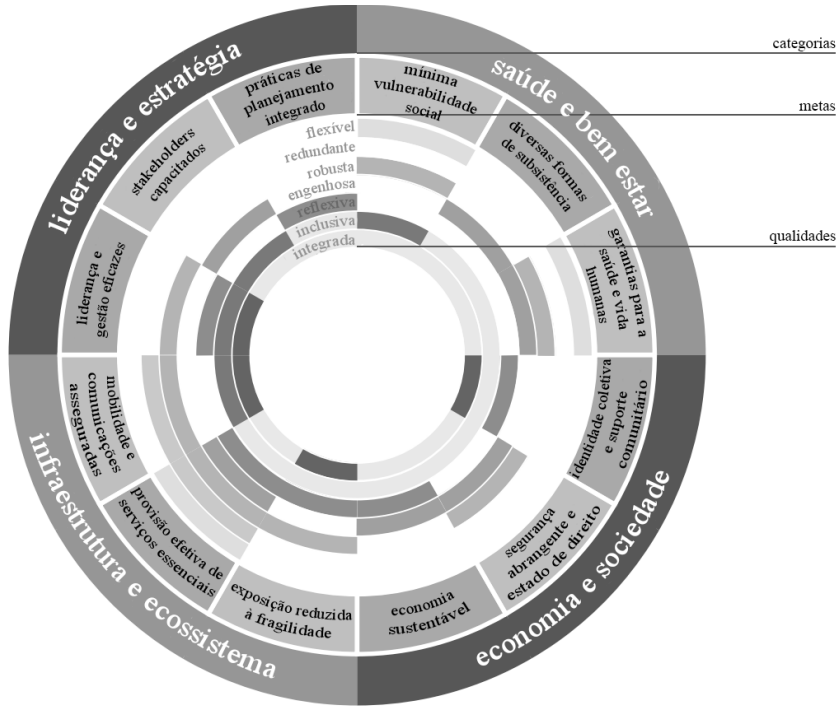 categorias
metas
qualidades
saúde e bem estar
mínima
vulnerabilidade
social
diversas formas
de subsistência
garantias para a
saúde e vida
humanas
economia e sociedade
identidade coletiva
e suporte
comunitário
segurança
abrangente e
estado de direito
economia
sustentável
infraestrutura e ecossistema
exposição reduzida
à fragilidade
provisão efetiva de
serviços essenciais
mobilidade e
comunicações
asseguradas
liderança e estratégia
liderança e
gestão eficazes
stakeholders
capacitados
práticas de
planejamento
integrado
flexível
redundante
robusta
engenhosa
reflexiva
inclusiva
integrada